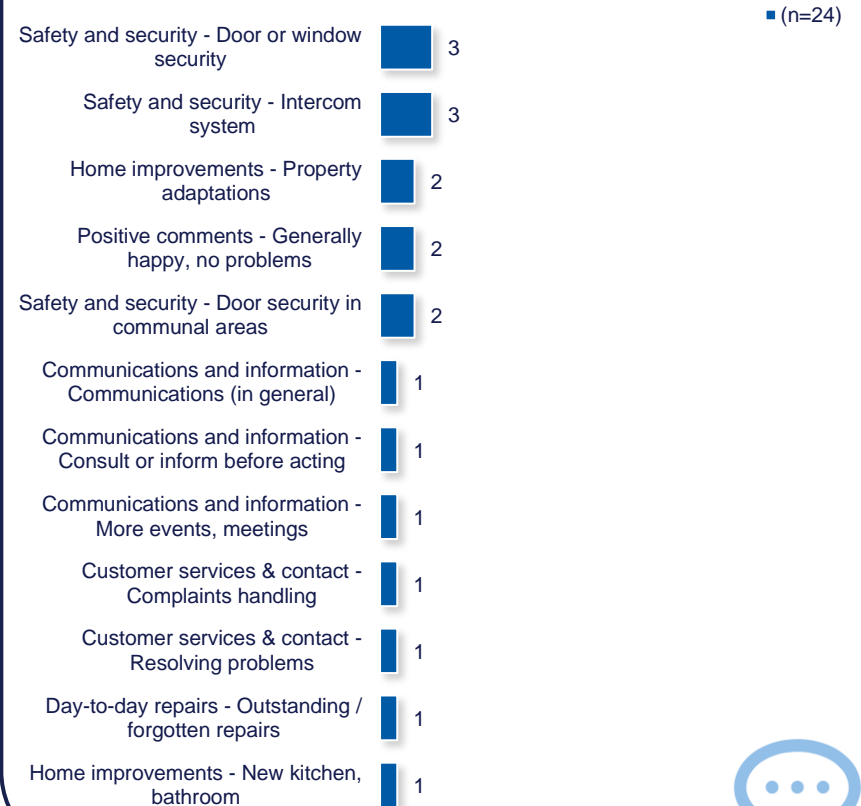 (n=24)
Safety and security - Door or window
security
3
Safety and security - Intercom
system
3
Home improvements - Property
adaptations
2
Positive comments - Generally
happy, no problems
2
Safety and security - Door security in
communal areas
2
Communications and information -
Communications (in general)
1
Communications and information -
Consult or inform before acting
1
Communications and information -
More events, meetings
1
Customer services & contact -
Complaints handling
1
Customer services & contact -
Resolving problems
1
Day-to-day repairs - Outstanding /
forgotten repairs
1
Home improvements - New kitchen,
bathroom
1